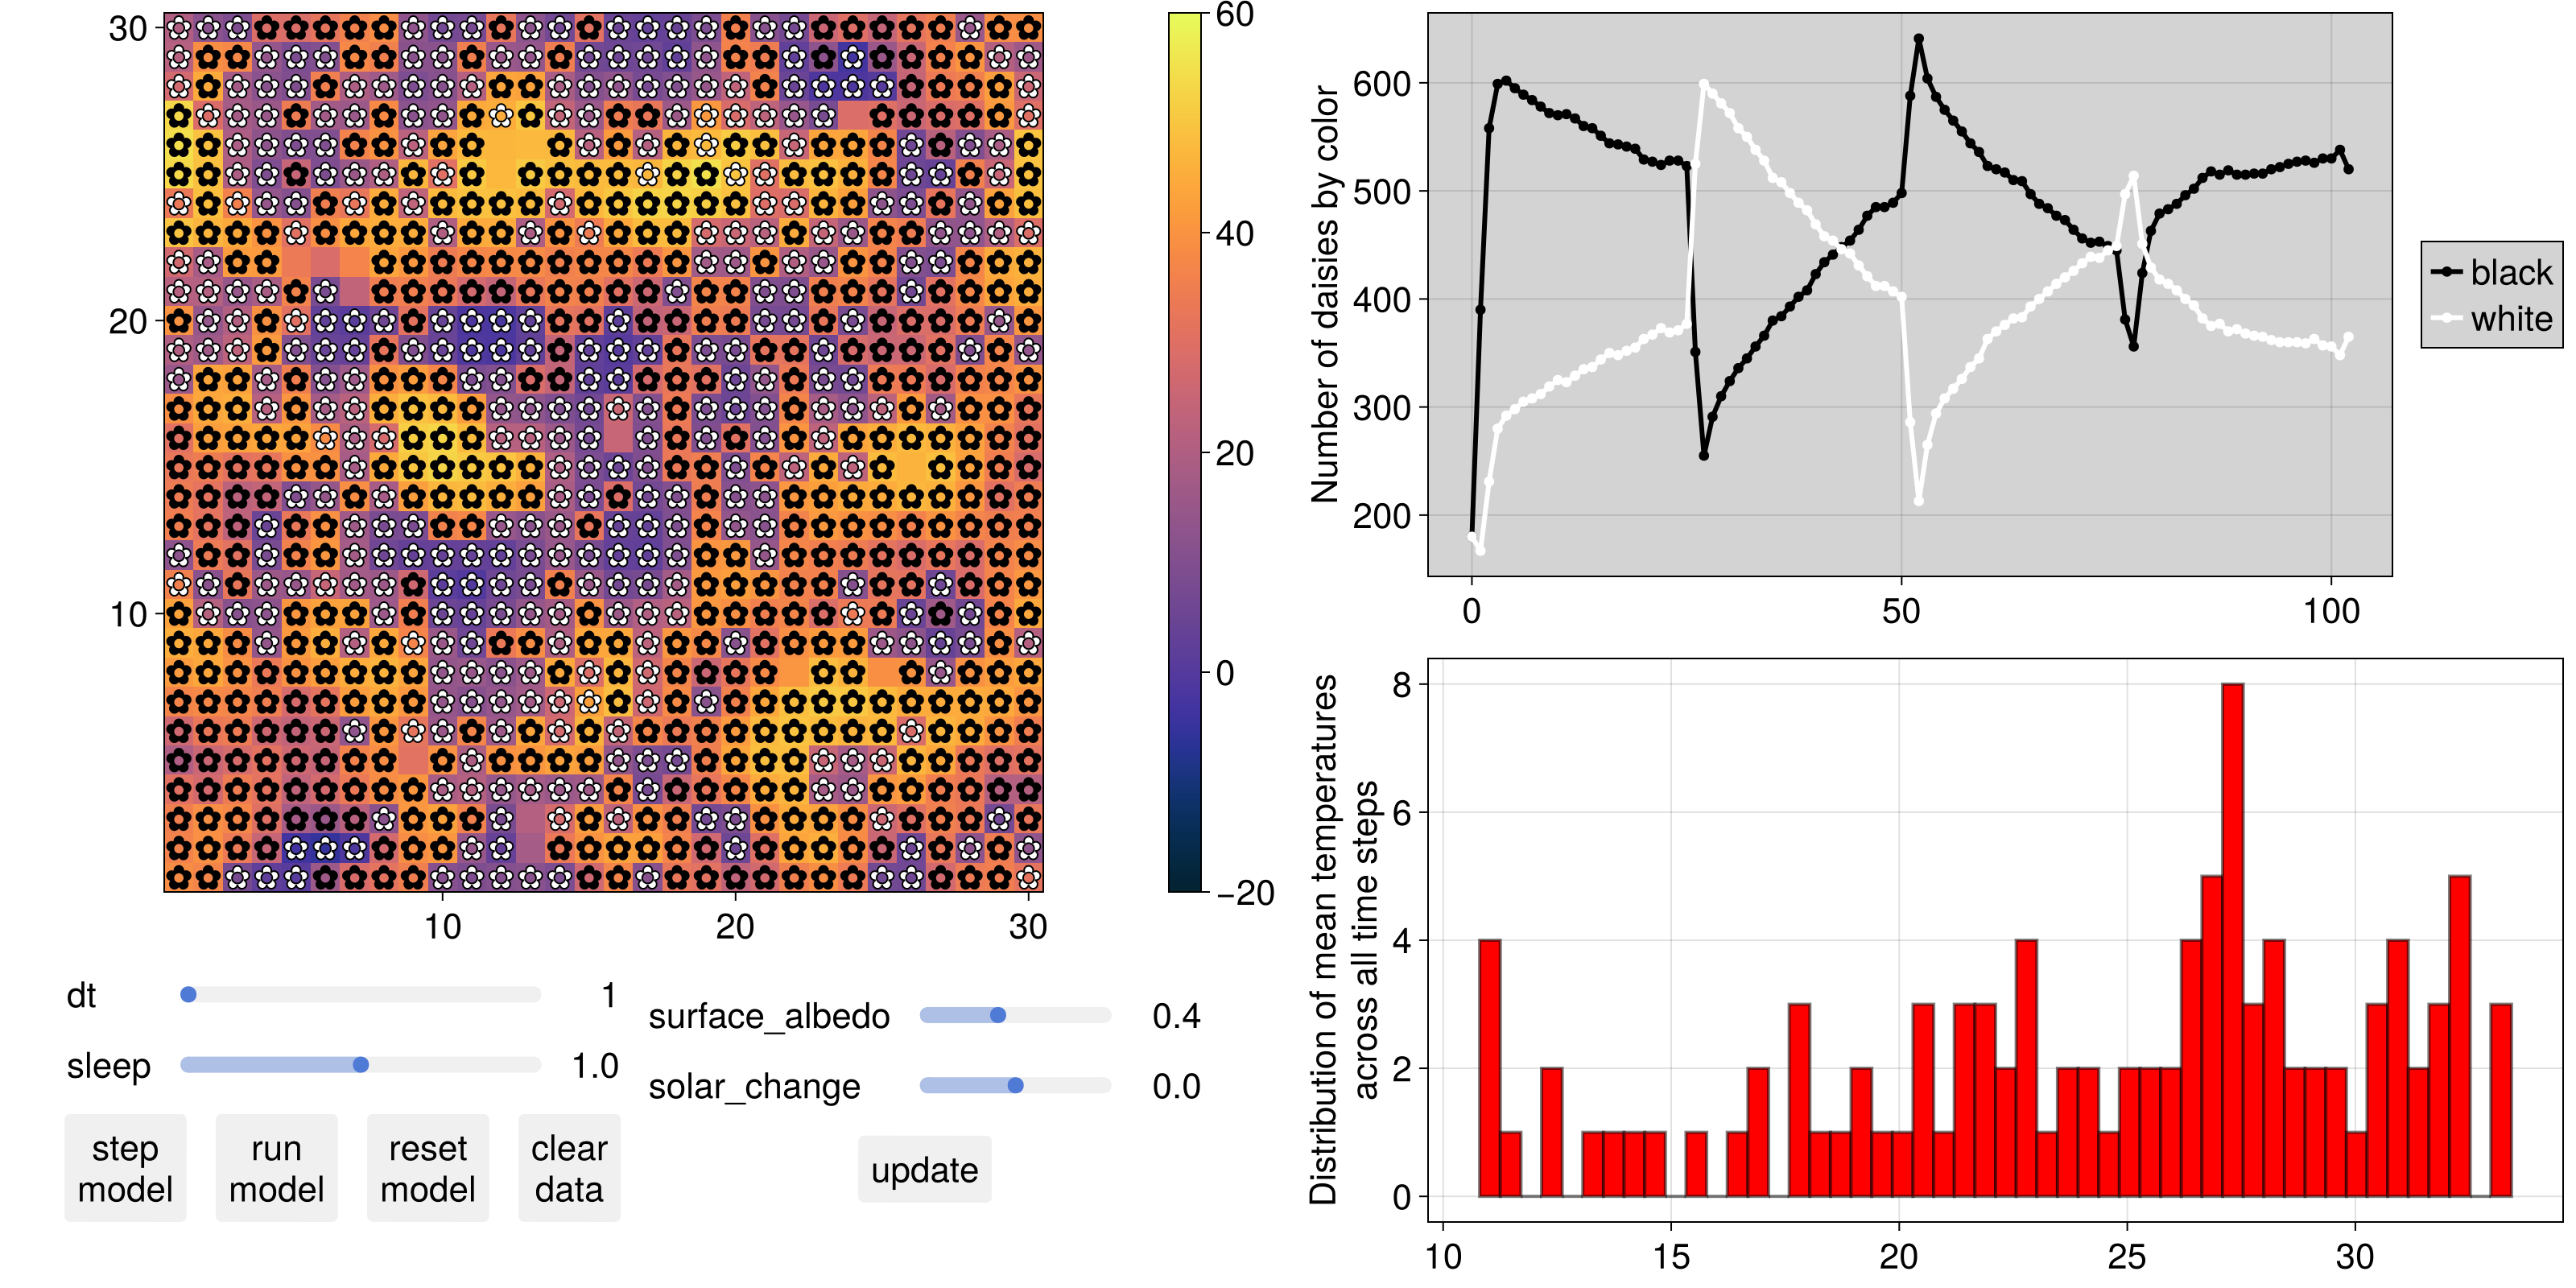 30
20
10
10
20
30
60
40
20
0
−20
Number of daisies by color
600
500
400
300
200
0
50
100
black
white
Distribution of mean temperatures
across all time steps
8
6
4
2
0
10
15
20
25
30
dt
1
sleep
1.0
surface_albedo
0.4
solar_change
0.0
step
model
run
model
reset
model
clear
data
update